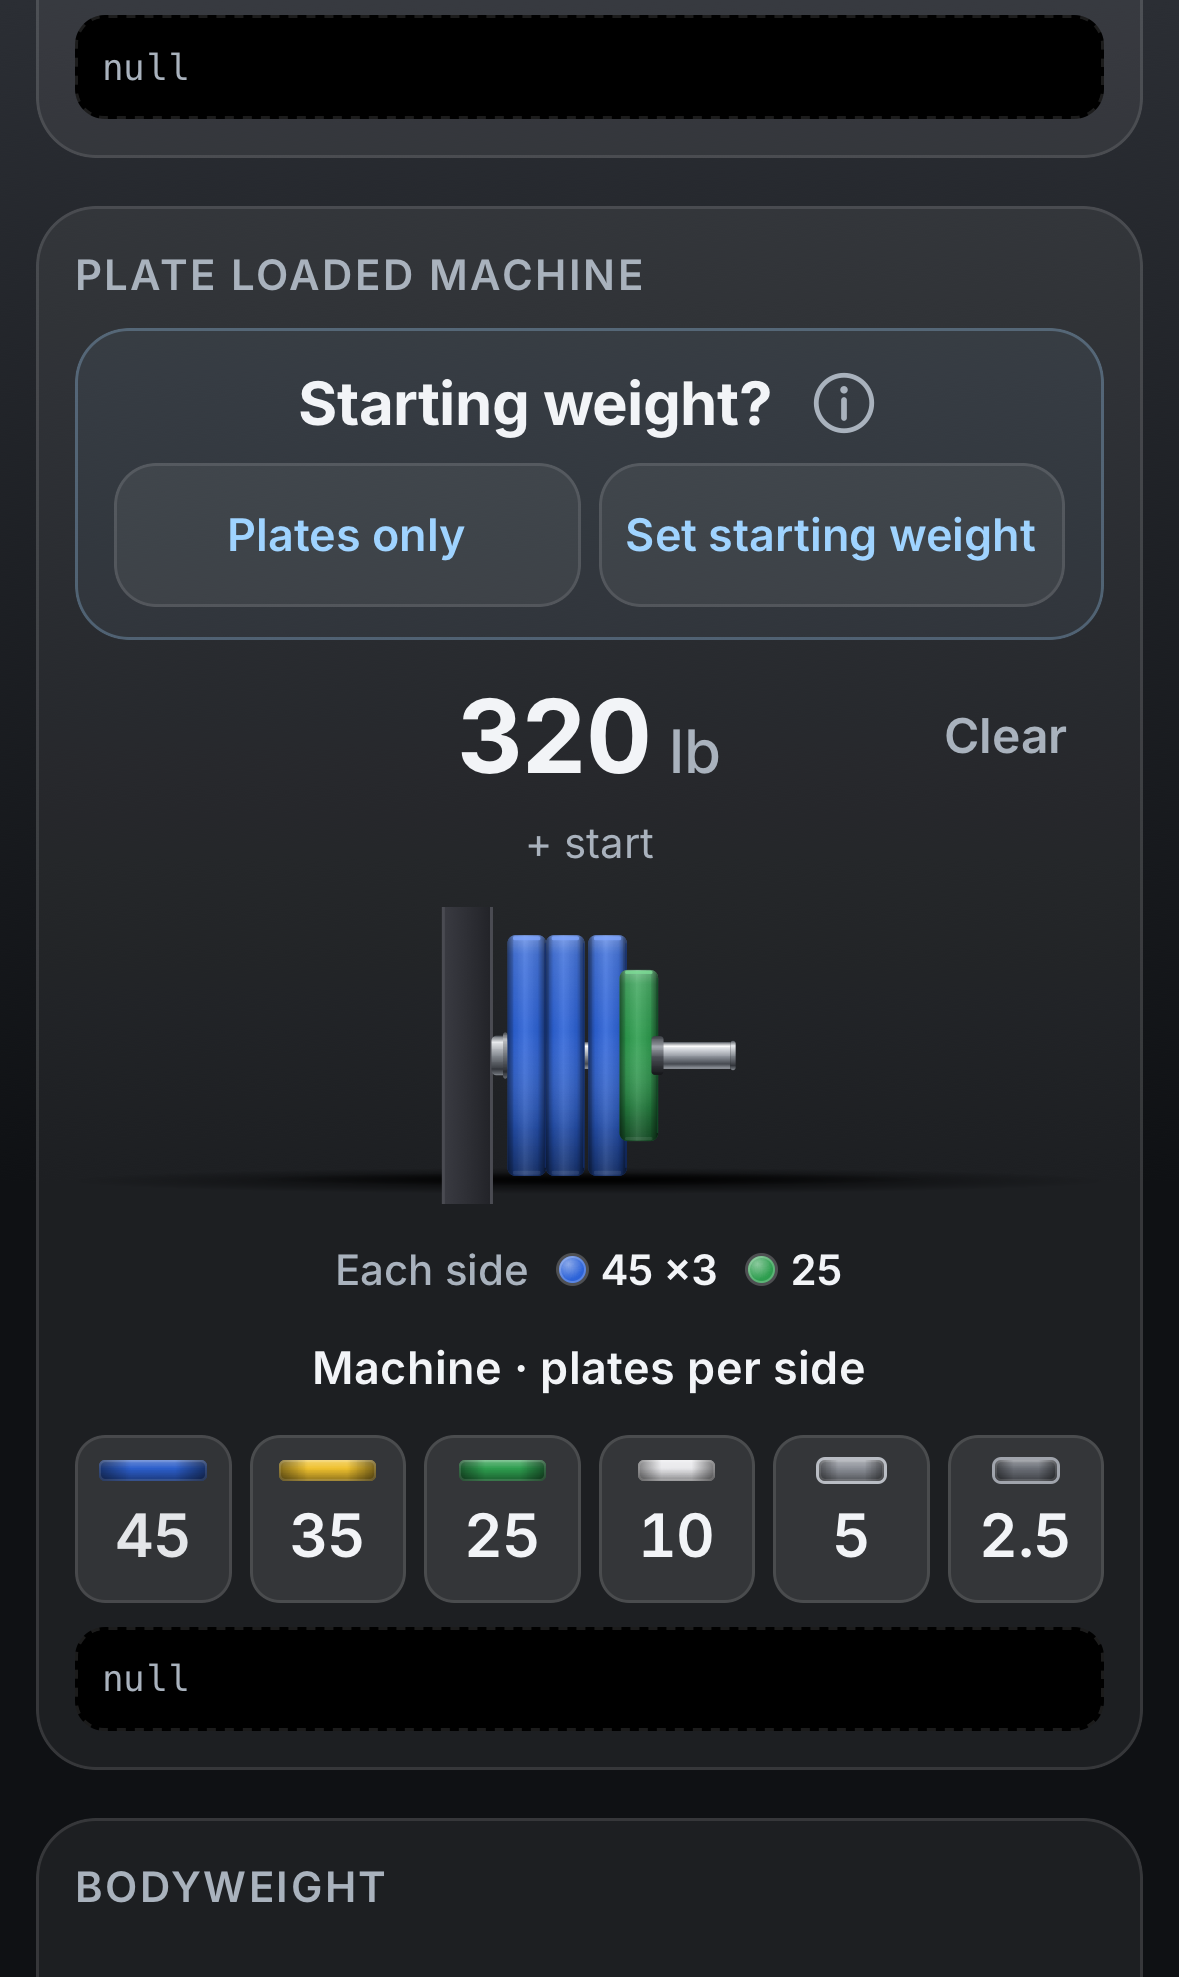 null
PLATE LOADED MACHINE
Starting weight?
Plates only
Set starting weight
320 lb
Clear
+ start
Each side 45 ×3 25
Machine · plates per side
45 35 25 10 5 2.5
null
BODYWEIGHT